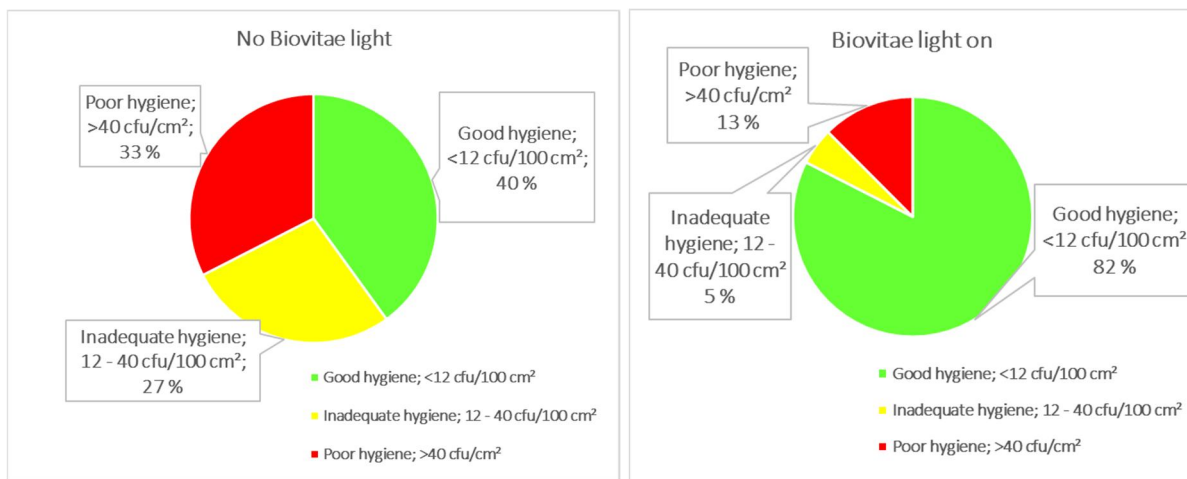 No Biovitae light
Poor hygiene;
>40 cfu/cm²;
33 %
Good hygiene;
<12 cfu/100 cm²;
40 %
Inadequate hygiene;
12 - 40 cfu/100 cm²;
27 %
Good hygiene; <12 cfu/100 cm²
Inadequate hygiene; 12 - 40 cfu/100 cm²
Poor hygiene; >40 cfu/cm²
Biovitae light on
Poor hygiene;
>40 cfu/cm²
13 %
Inadequate
hygiene; 12 -
40 cfu/100 cm²
5 %
Good hygiene;
<12 cfu/100 cm²
82 %
Good hygiene; <12 cfu/100 cm²
Inadequate hygiene; 12 - 40 cfu/100 cm²
Poor hygiene; >40 cfu/cm²